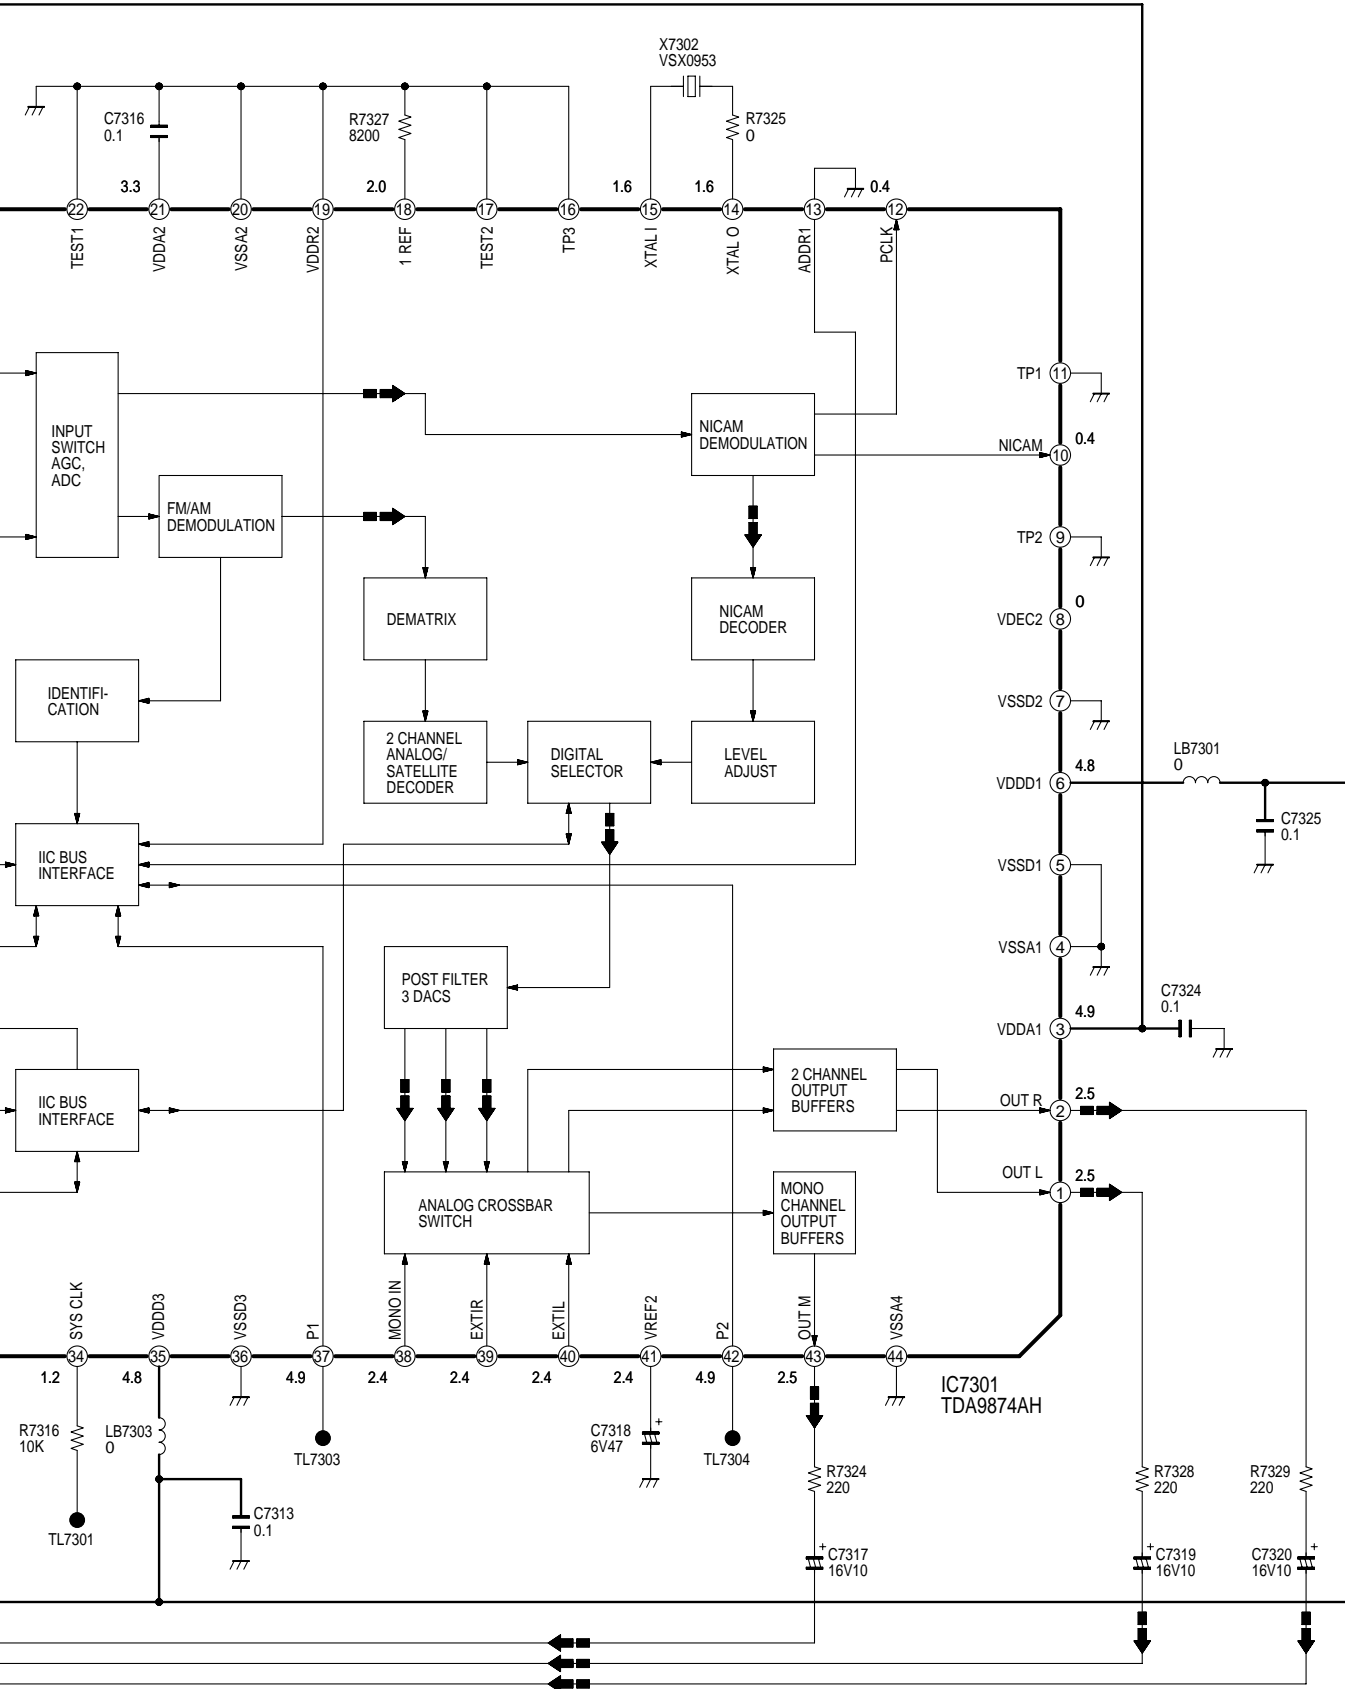 X7302
VSX0953
C7316
0.1
R7327
8200
R7325
0
3.3
2.0
1.6
1.6
0.4
22
21
20
19
18
17
16
15
14
13
12
TEST1
VDDA2
VSSA2
VDDR2
1 REF
TEST2
TP3
XTAL I
XTAL O
ADDR1
PCLK
TP1
11
INPUT
SWITCH
AGC,
ADC
NICAM
DEMODULATION
NICAM
10
0.4
FM/AM
DEMODULATION
TP2
9
DEMATRIX
NICAM
DECODER
VDEC2
8
0
IDENTIFI-
CATION
VSSD2
7
2 CHANNEL
ANALOG/
SATELLITE
DECODER
DIGITAL
SELECTOR
LEVEL
ADJUST
LB7301
0
VDDD1
6
4.8
C7325
0.1
IIC BUS
INTERFACE
VSSD1
5
VSSA1
4
POST FILTER
3 DACS
C7324
0.1
VDDA1
3
4.9
IIC BUS
INTERFACE
2 CHANNEL
OUTPUT
BUFFERS
OUT R
2
2.5
OUT L
1
2.5
ANALOG CROSSBAR
SWITCH
MONO
CHANNEL
OUTPUT
BUFFERS
SYS CLK
VDDD3
VSSD3
P1
MONO IN
EXTIR
EXTIL
VREF2
P2
OUT M
VSSA4
34
35
36
37
38
39
40
41
42
43
44
1.2
4.8
4.9
2.4
2.4
2.4
2.4
4.9
2.5
IC7301
TDA9874AH
R7316
10K
LB7303
0
TL7303
C7318
6V47
+
TL7304
R7324
220
R7328
220
R7329
220
TL7301
C7313
0.1
+
C7317
16V10
+
C7319
16V10
C7320
16V10
+